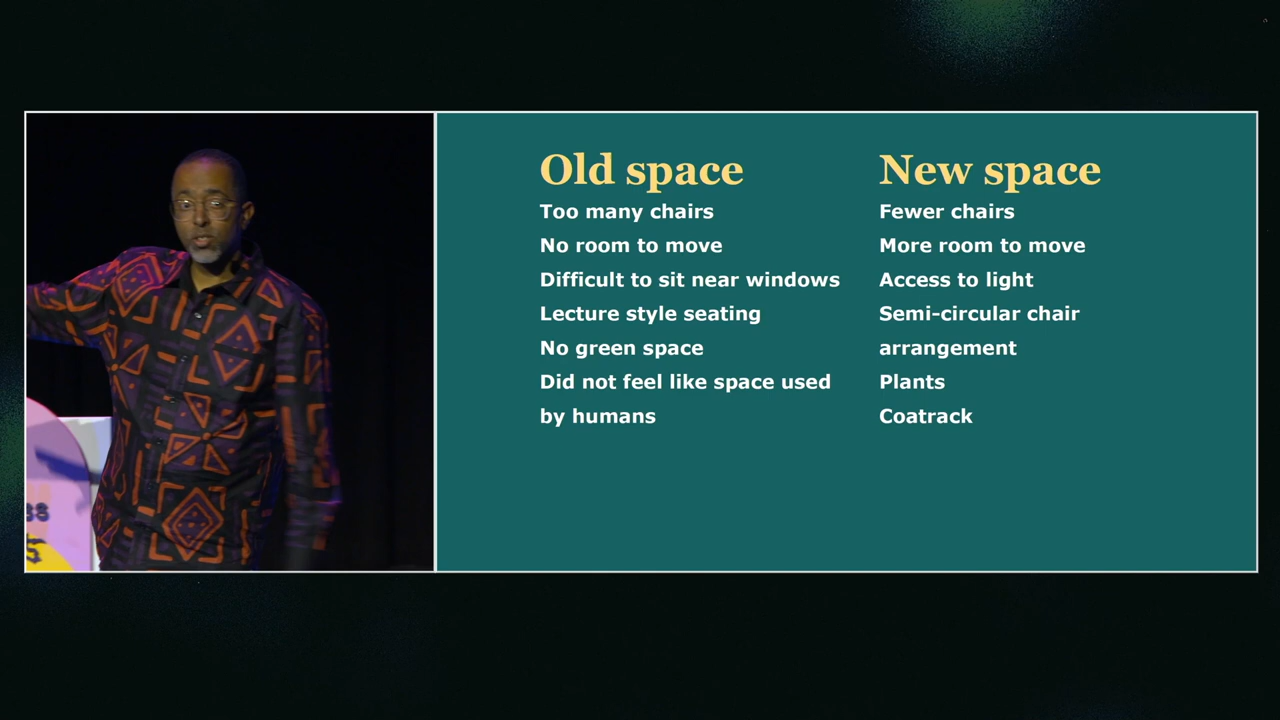 Old space
Too many chairs
No room to move
Difficult to sit near windows
Lecture style seating
No green space
Did not feel like space used
by humans
New space
Fewer chairs
More room to move
Access to light
Semi-circular chair
arrangement
Plants
Coatrack